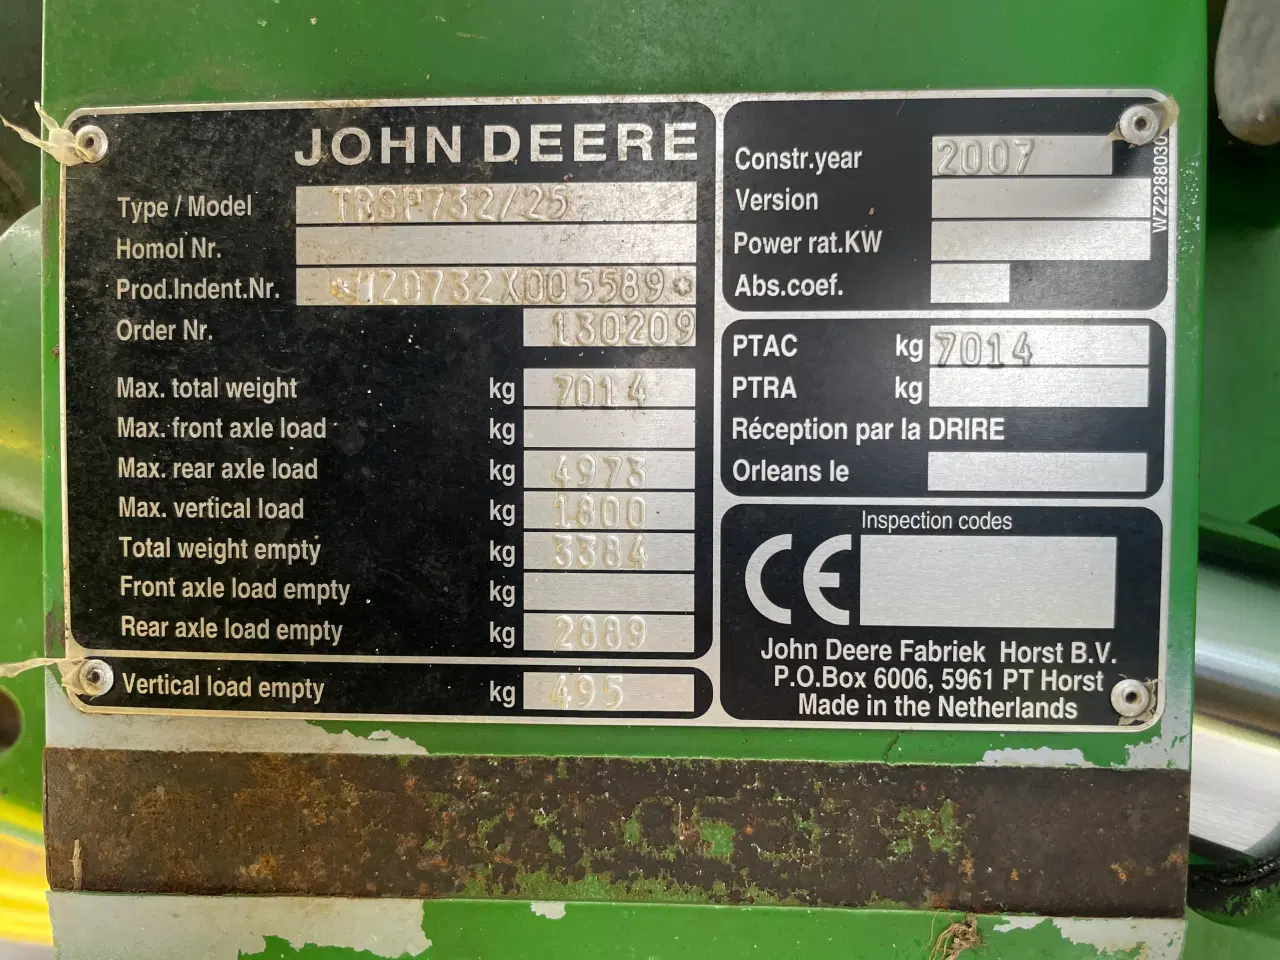 JOHN DEERE
Type / Model TRSP732/25
Homol Nr.
Prod.Indent.Nr. *WZ0732X005589*
Order Nr. 130209
Max. total weight kg 7014
Max. front axle load kg
Max. rear axle load kg 4973
Max. vertical load kg 1800
Total weight empty kg 3384
Front axle load empty kg
Rear axle load empty kg 2889
Vertical load empty kg 495
Constr.year 2007
Version
Power rat.KW
Abs.coef.
PTAC kg 7014
PTRA kg
Réception par la DRIRE
Orleans le
Inspection codes
CE
John Deere Fabriek Horst B.V.
P.O.Box 6006, 5961 PT Horst
Made in the Netherlands